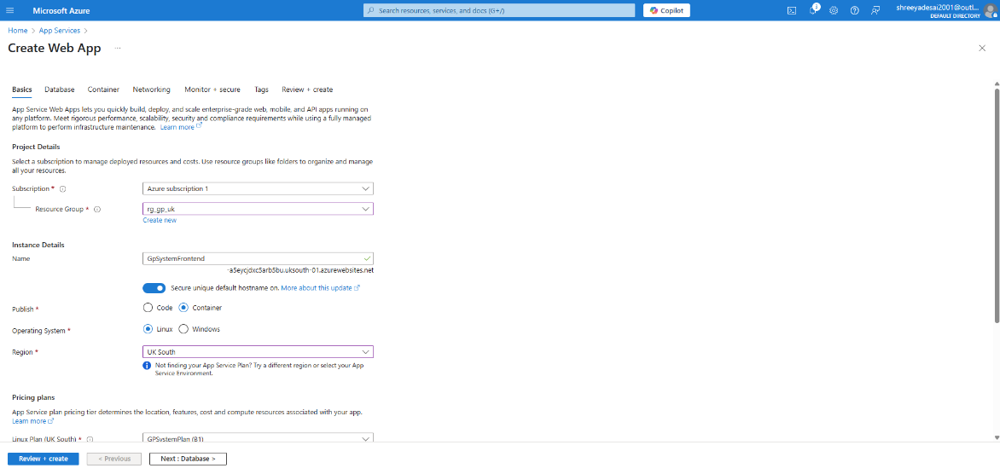 Microsoft Azure
Search resources, services, and docs (G+/)
Copilot
3
shreeyadesai2001@outl...
DEFAULT DIRECTORY
Home > App Services >
Create Web App ...
Basics Database Container Networking Monitor + secure Tags Review + create
App Service Web Apps lets you quickly build, deploy, and scale enterprise-grade web, mobile, and API apps running on
any platform. Meet rigorous performance, scalability, security and compliance requirements while using a fully managed
platform to perform infrastructure maintenance. Learn more
Project Details
Select a subscription to manage deployed resources and costs. Use resource groups like folders to organize and manage
all your resources.
Subscription * Azure subscription 1
Resource Group * rg_gp_uk
Create new
Instance Details
Name GpSystemFrontend
-a5eycjdxc5arb5bu.uksouth-01.azurewebsites.net
Secure unique default hostname on. More about this update
Publish * Code Container
Operating System * Linux Windows
Region * UK South
Not finding your App Service Plan? Try a different region or select your App
Service Environment.
Pricing plans
App Service plan pricing tier determines the location, features, cost and compute resources associated with your app.
Learn more
Linux Plan (UK South) * GPSystemPlan (B1)
Review + create < Previous Next : Database >